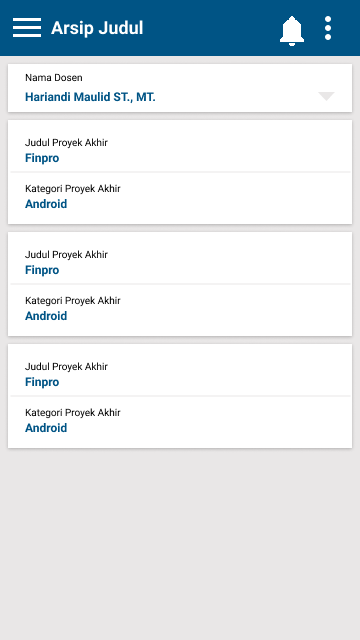 Arsip Judul
Nama Dosen
Hariandi Maulid ST., MT.
Judul Proyek Akhir
Finpro
Kategori Proyek Akhir
Android
Judul Proyek Akhir
Finpro
Kategori Proyek Akhir
Android
Judul Proyek Akhir
Finpro
Kategori Proyek Akhir
Android